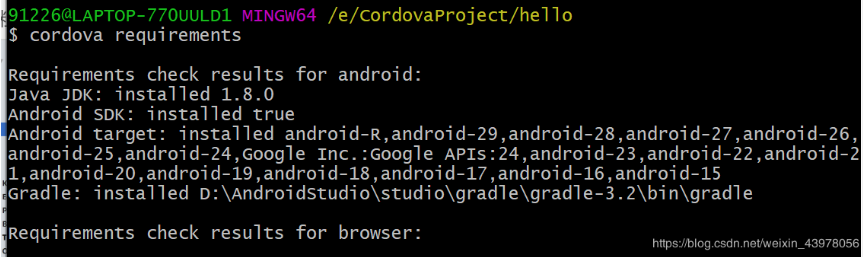 91226@LAPTOP-77OUULD1 MINGW64 /e/CordovaProject/hello
$ cordova requirements
Requirements check results for android:
Java JDK: installed 1.8.0
Android SDK: installed true
Android target: installed android-R,android-29,android-28,android-27,android-26,
android-25,android-24,Google Inc.:Google APIs:24,android-23,android-22,android-2
1,android-20,android-19,android-18,android-17,android-16,android-15
Gradle: installed D:\AndroidStudio\studio\gradle\gradle-3.2\bin\gradle
Requirements check results for browser:
https://blog.csdn.net/weixin_43978056